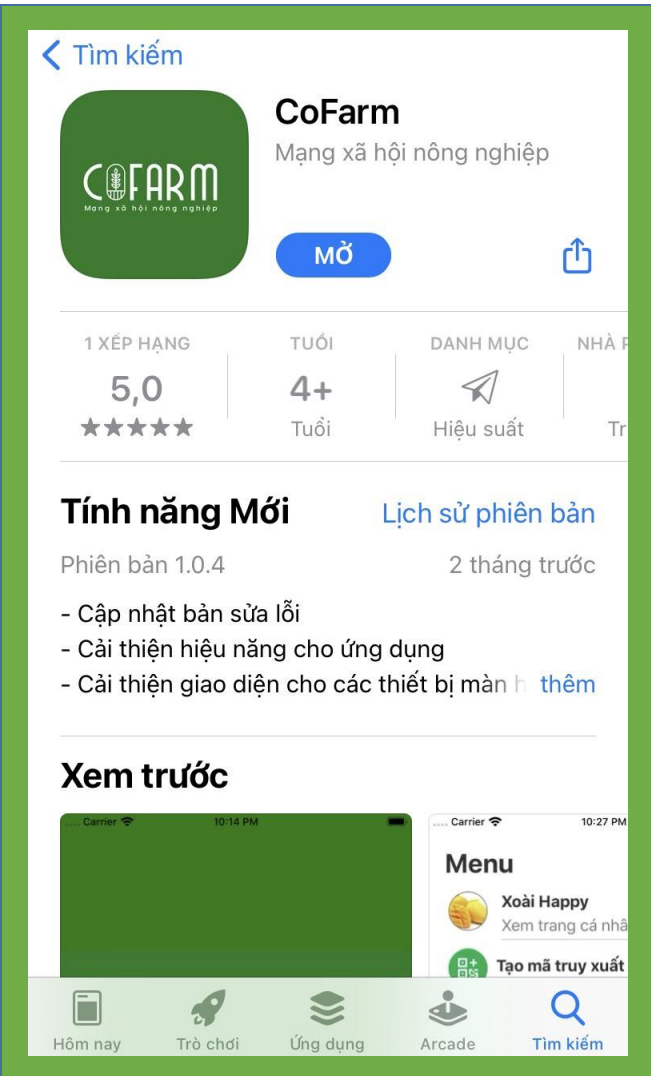 Tìm kiếm
CoFarm
Mạng xã hội nông nghiệp
COFARM
Mạng xã hội nông nghiệp
MỞ
1 XẾP HẠNG
TUỔI
DANH MỤC
NHÀ P
5,0
4+
Tuổi
Hiệu suất
Tr
Tính năng Mới
Lịch sử phiên bản
Phiên bản 1.0.4
2 tháng trước
- Cập nhật bản sửa lỗi
- Cải thiện hiệu năng cho ứng dụng
- Cải thiện giao diện cho các thiết bị màn h thêm
Xem trước
Carrier
10:14 PM
Carrier
10:27 PM
Menu
Xoài Happy
Xem trang cá nhâ
Tạo mã truy xuất
Hôm nay
Trò chơi
Ứng dụng
Arcade
Tìm kiếm